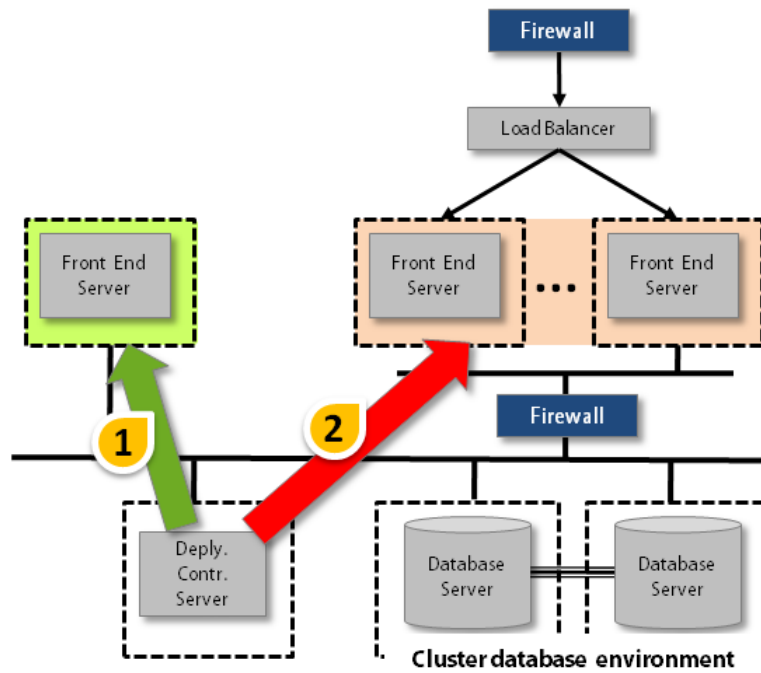 Firewall
Load Balancer
Front End
Server
Front End
Server
...
Front End
Server
1
2
Firewall
Deply.
Contr.
Server
Database
Server
Database
Server
Cluster database environment